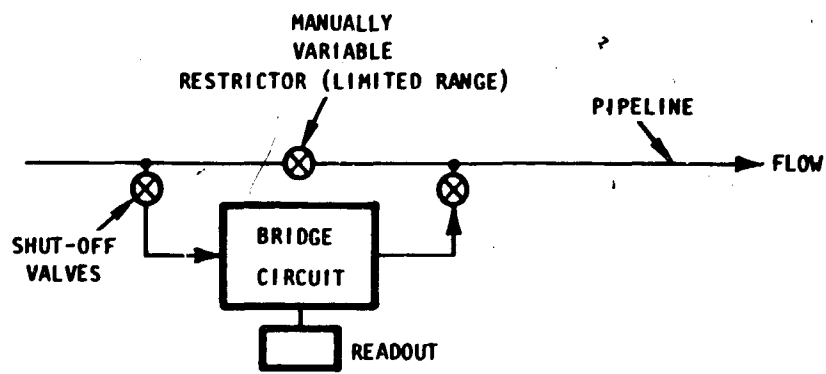 MANUALLY
VARIABLE
RESTRICTOR (LIMITED RANGE)
PIPELINE
FLOW
SHUT-OFF
VALVES
BRIDGE
CIRCUIT
READOUT